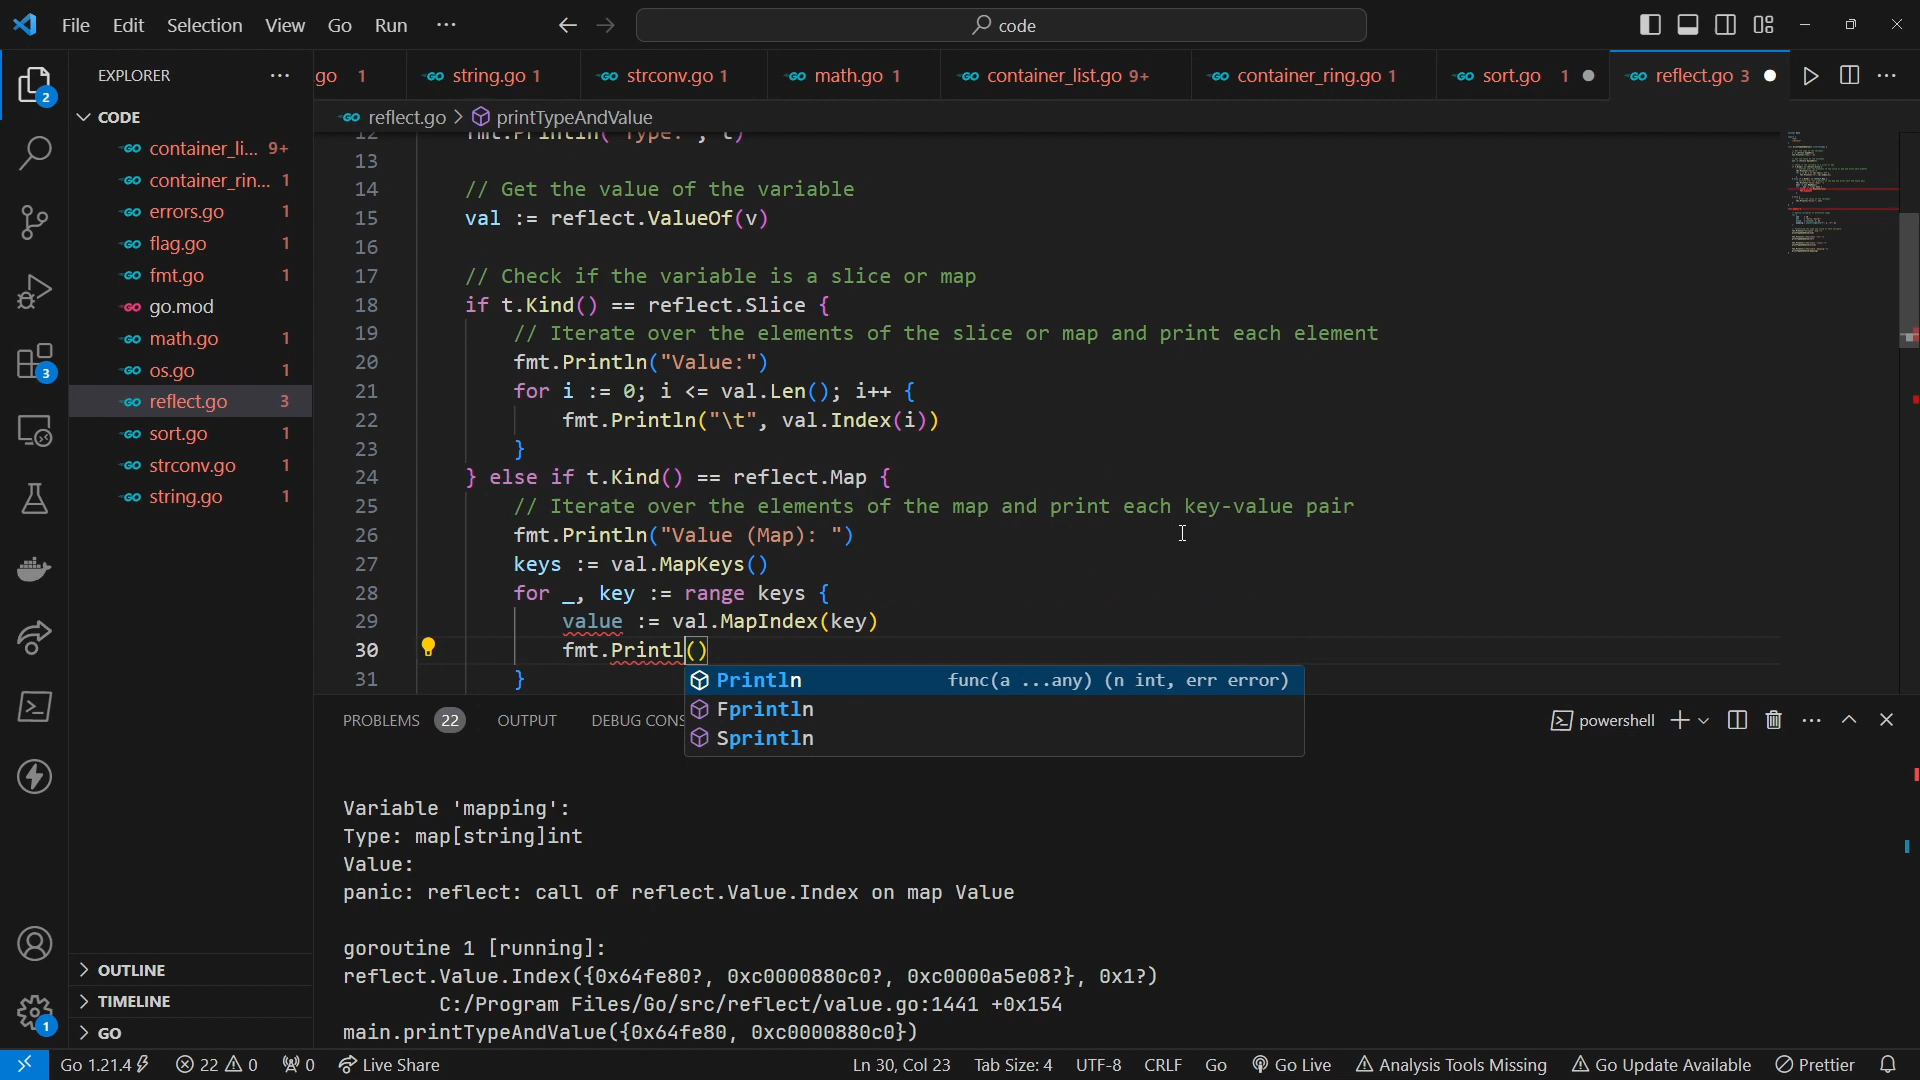 File Edit Selection View Go Run ···
code
EXPLORER ···
go 1 string.go 1 strconv.go 1 math.go 1 container_list.go 9+ container_ring.go 1 sort.go 1 reflect.go 3
CODE
container_li... 9+
container_rin... 1
errors.go 1
flag.go 1
fmt.go 1
go.mod
math.go 1
os.go 1
reflect.go 3
sort.go 1
strconv.go 1
string.go 1
OUTLINE
TIMELINE
GO
2
3
1
reflect.go > printTypeAndValue
12 fmt.Println("Type: ", t)
13
14 // Get the value of the variable
15 val := reflect.ValueOf(v)
16
17 // Check if the variable is a slice or map
18 if t.Kind() == reflect.Slice {
19 // Iterate over the elements of the slice or map and print each element
20 fmt.Println("Value:")
21 for i := 0; i <= val.Len(); i++ {
22 fmt.Println("\t", val.Index(i))
23 }
24 } else if t.Kind() == reflect.Map {
25 // Iterate over the elements of the map and print each key-value pair
26 fmt.Println("Value (Map): ")
27 keys := val.MapKeys()
28 for _, key := range keys {
29 value := val.MapIndex(key)
30 fmt.Printl()
31 }
Println func(a ...any) (n int, err error)
Fprintln
Sprintln
PROBLEMS 22 OUTPUT DEBUG CONS
powershell
Variable 'mapping':
Type: map[string]int
Value:
panic: reflect: call of reflect.Value.Index on map Value
goroutine 1 [running]:
reflect.Value.Index({0x64fe80?, 0xc0000880c0?, 0xc0000a5e08?}, 0x1?)
C:/Program Files/Go/src/reflect/value.go:1441 +0x154
main.printTypeAndValue({0x64fe80, 0xc0000880c0})
Go 1.21.4 22 0 0 Live Share Ln 30, Col 23 Tab Size: 4 UTF-8 CRLF Go Go Live Analysis Tools Missing Go Update Available Prettier